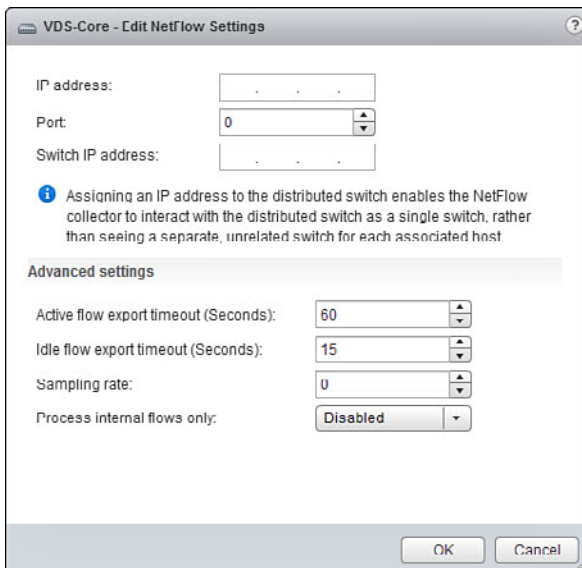 VDS-Core - Edit NetFlow Settings
?
IP address:
. . .
Port:
0
Switch IP address:
. . .
Assigning an IP address to the distributed switch enables the NetFlow
collector to interact with the distributed switch as a single switch, rather
than seeing a separate, unrelated switch for each associated host.
Advanced settings
Active flow export timeout (Seconds):
60
Idle flow export timeout (Seconds):
15
Sampling rate:
0
Process internal flows only:
Disabled
OK
Cancel